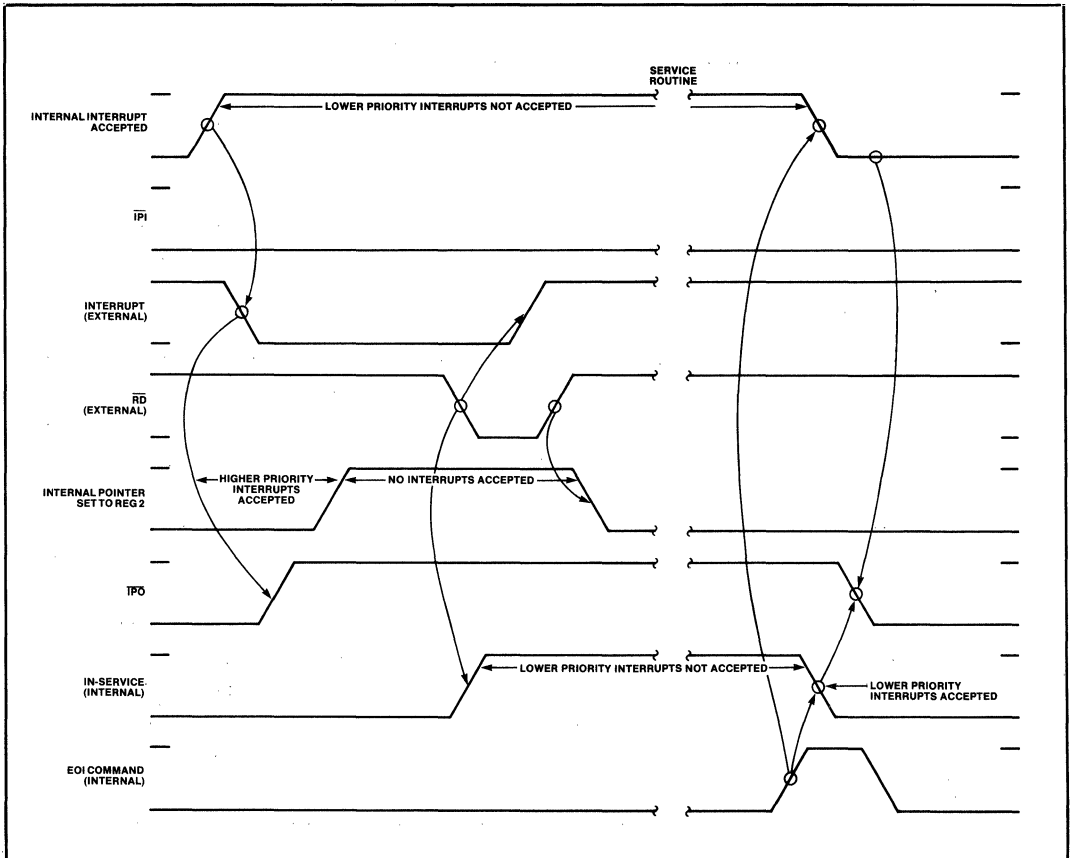 SERVICE
ROUTINE
LOWER PRIORITY INTERRUPTS NOT ACCEPTED
INTERNAL INTERRUPT
ACCEPTED
IPI
INTERRUPT
(EXTERNAL)
RD
(EXTERNAL)
HIGHER PRIORITY
INTERRUPTS
ACCEPTED
NO INTERRUPTS ACCEPTED
INTERNAL POINTER
SET TO REG 2
IPO
IN-SERVICE
(INTERNAL)
LOWER PRIORITY INTERRUPTS NOT ACCEPTED
LOWER PRIORITY
INTERRUPTS ACCEPTED
EOI COMMAND
(INTERNAL)